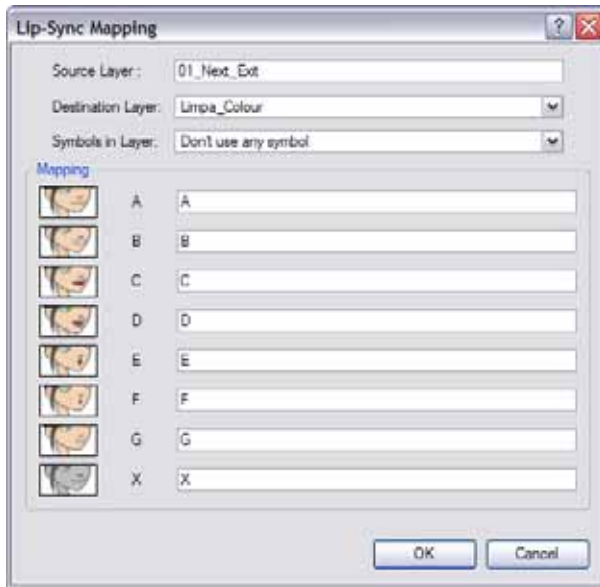 Lip-Sync Mapping
Source Layer : 01_Next_Ext
Destination Layer: Limpa_Colour
Symbols in Layer: Don't use any symbol
Mapping
A A
B B
C C
D D
E E
F F
G G
X X
OK Cancel